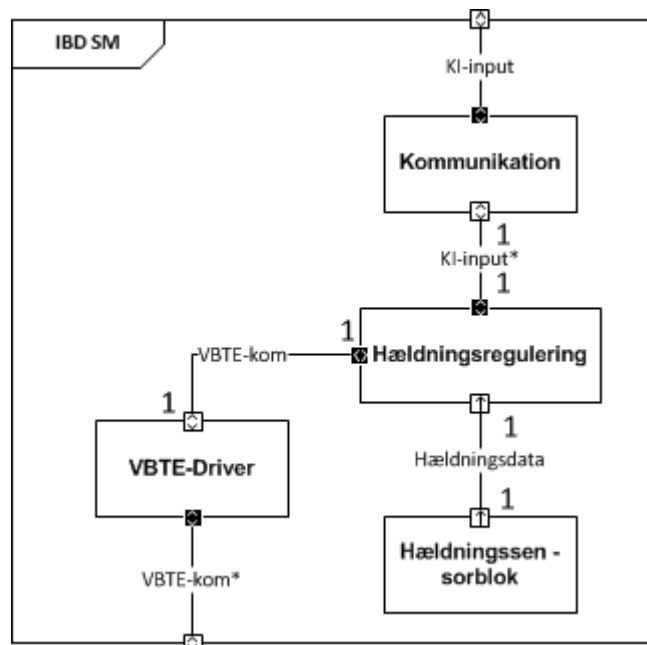 IBD SM
KI-input
Kommunikation
1
KI-input*
1
1
VBTE-kom
Hældningsregulering
1
1
VBTE-Driver
Hældningsdata
1
Hældningssen -
sorblok
VBTE-kom*